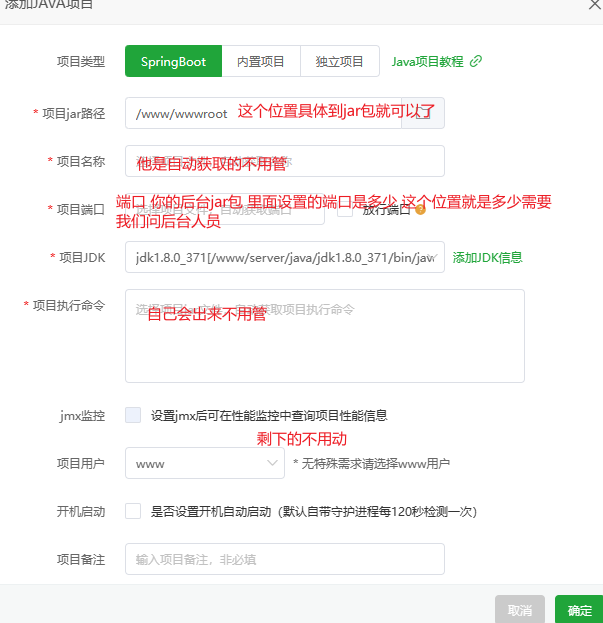 添加JAVA项目
项目类型 SpringBoot 内置项目 独立项目 Java项目教程
* 项目jar路径 /www/wwwroot 这个位置具体到jar包就可以了
* 项目名称 他是自动获取的不用管
端口 你的后台jar包 里面设置的端口是多少 这个位置就是多少需要
* 项目端口 放行端口
我们问后台人员
* 项目JDK jdk1.8.0_371[/www/server/java/jdk1.8.0_371/bin/jav 添加JDK信息
* 项目执行命令 自己会出来不用管
jmx监控 设置jmx后可在性能监控中查询项目性能信息
剩下的不用动
项目用户 www * 无特殊需求请选择www用户
开机启动 是否设置开机自动启动（默认自带守护进程每120秒检测一次）
项目备注 输入项目备注，非必填
取消 确定